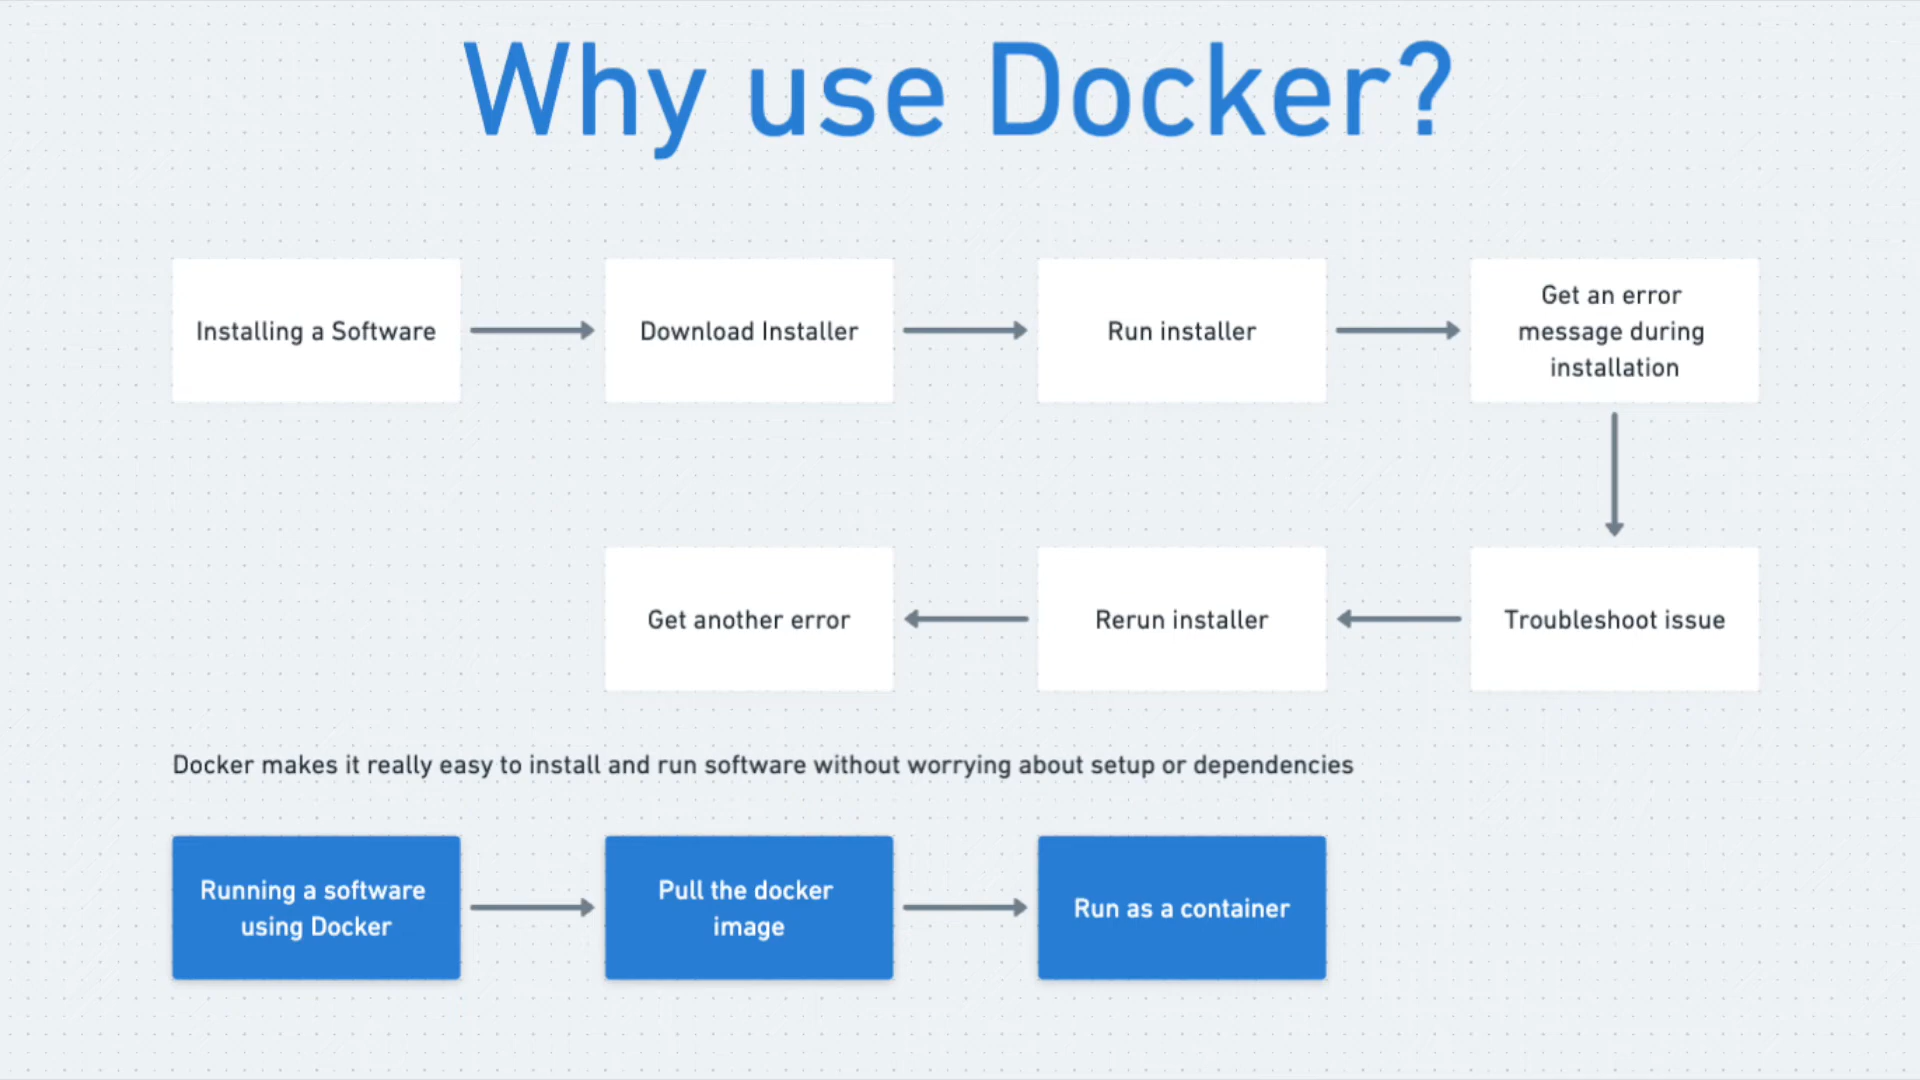 Why use Docker?
Installing a Software
Download Installer
Run installer
Get an error
message during
installation
Get another error
Rerun installer
Troubleshoot issue
Docker makes it really easy to install and run software without worrying about setup or dependencies
Running a software
using Docker
Pull the docker
image
Run as a container